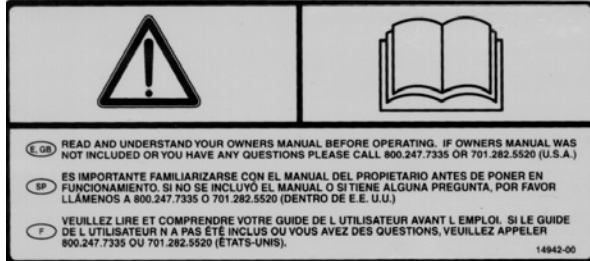 E, GB READ AND UNDERSTAND YOUR OWNERS MANUAL BEFORE OPERATING. IF OWNERS MANUAL WAS
NOT INCLUDED OR YOU HAVE ANY QUESTIONS PLEASE CALL 800.247.7335 OR 701.282.5520 (U.S.A.)
SP ES IMPORTANTE FAMILIARIZARSE CON EL MANUAL DEL PROPIETARIO ANTES DE PONER EN
FUNCIONAMIENTO. SI NO SE INCLUYÓ EL MANUAL O SI TIENE ALGUNA PREGUNTA, POR FAVOR
LLÁMENOS A 800.247.7335 O 701.282.5520 (DENTRO DE E.E. U.U.)
F VEUILLEZ LIRE ET COMPRENDRE VOTRE GUIDE DE L UTILISATEUR AVANT L EMPLOI. SI LE GUIDE
DE L UTILISATEUR N A PAS ÉTÉ INCLUS OU VOUS AVEZ DES QUESTIONS, VEUILLEZ APPELER
800.247.7335 OU 701.282.5520 (ÉTATS-UNIS).
14942-00